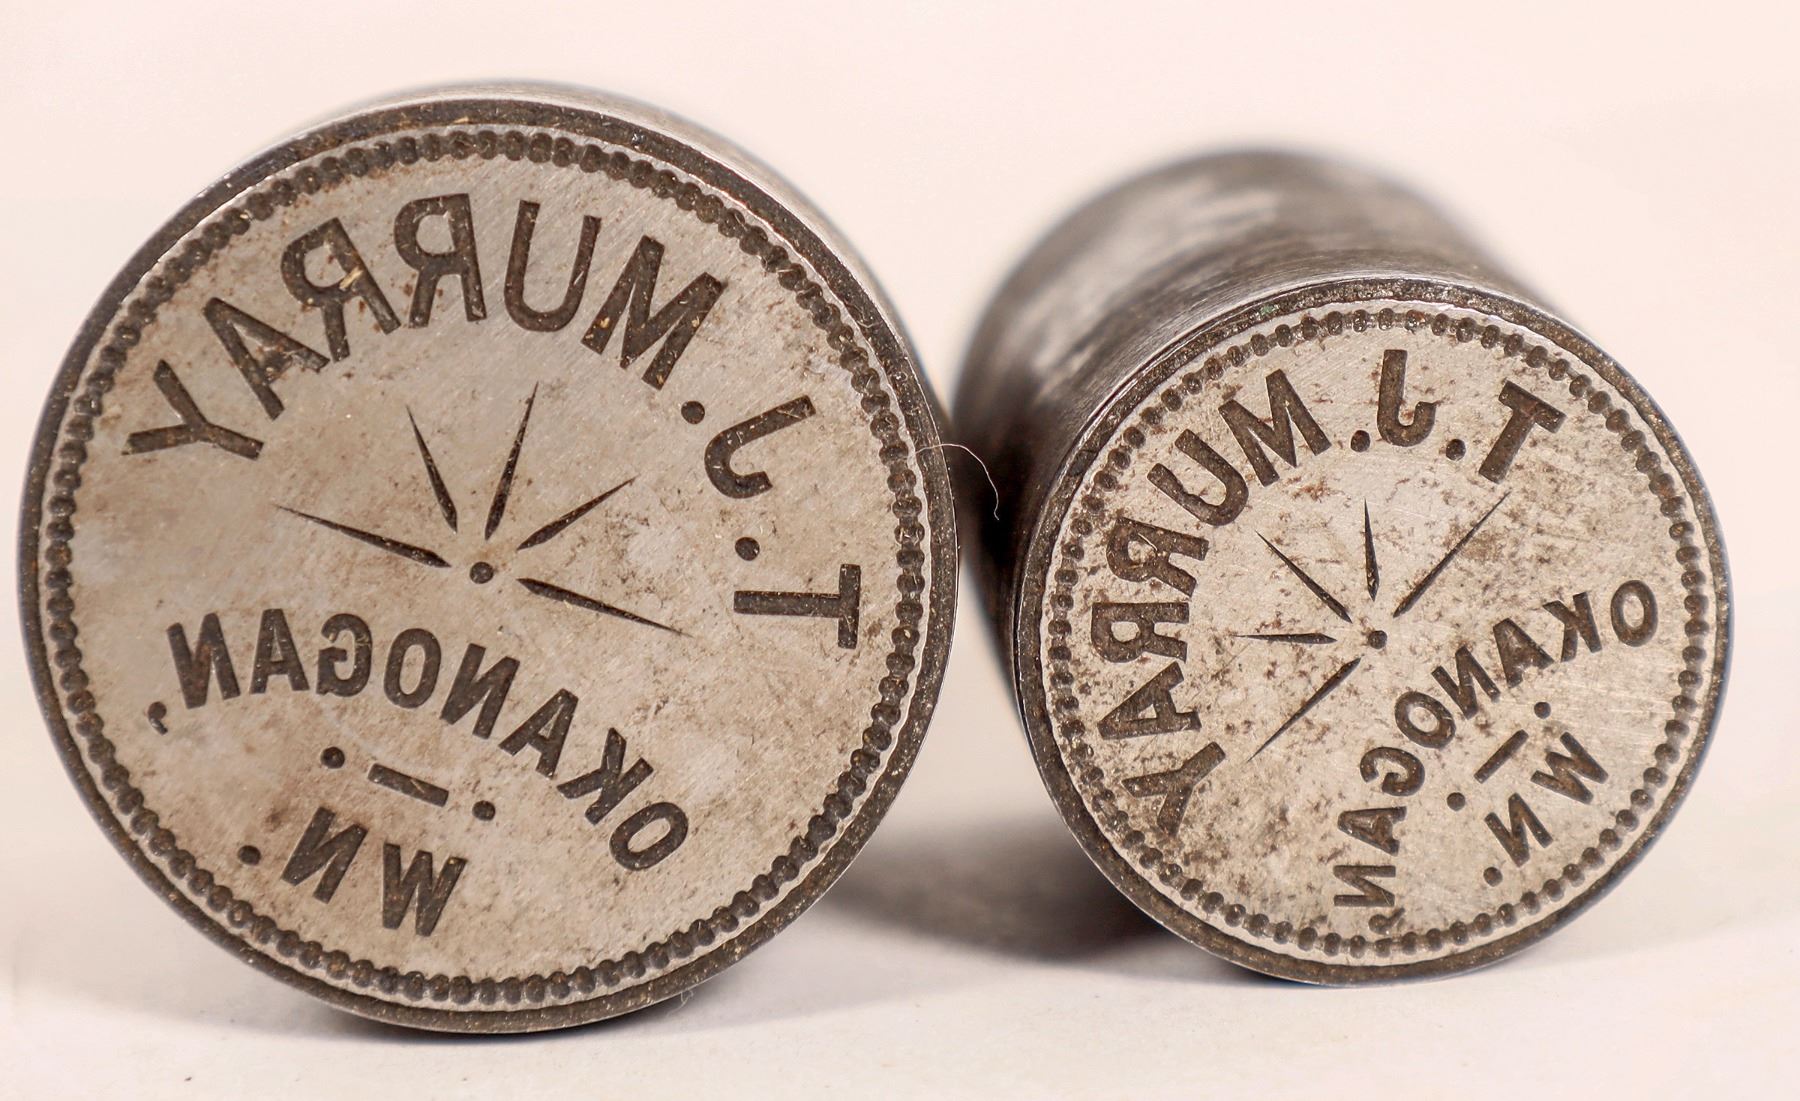 T.J. MURRAY
OKANOGAN,
WN.
T.J. MURRAY
OKANOGAN,
WN.